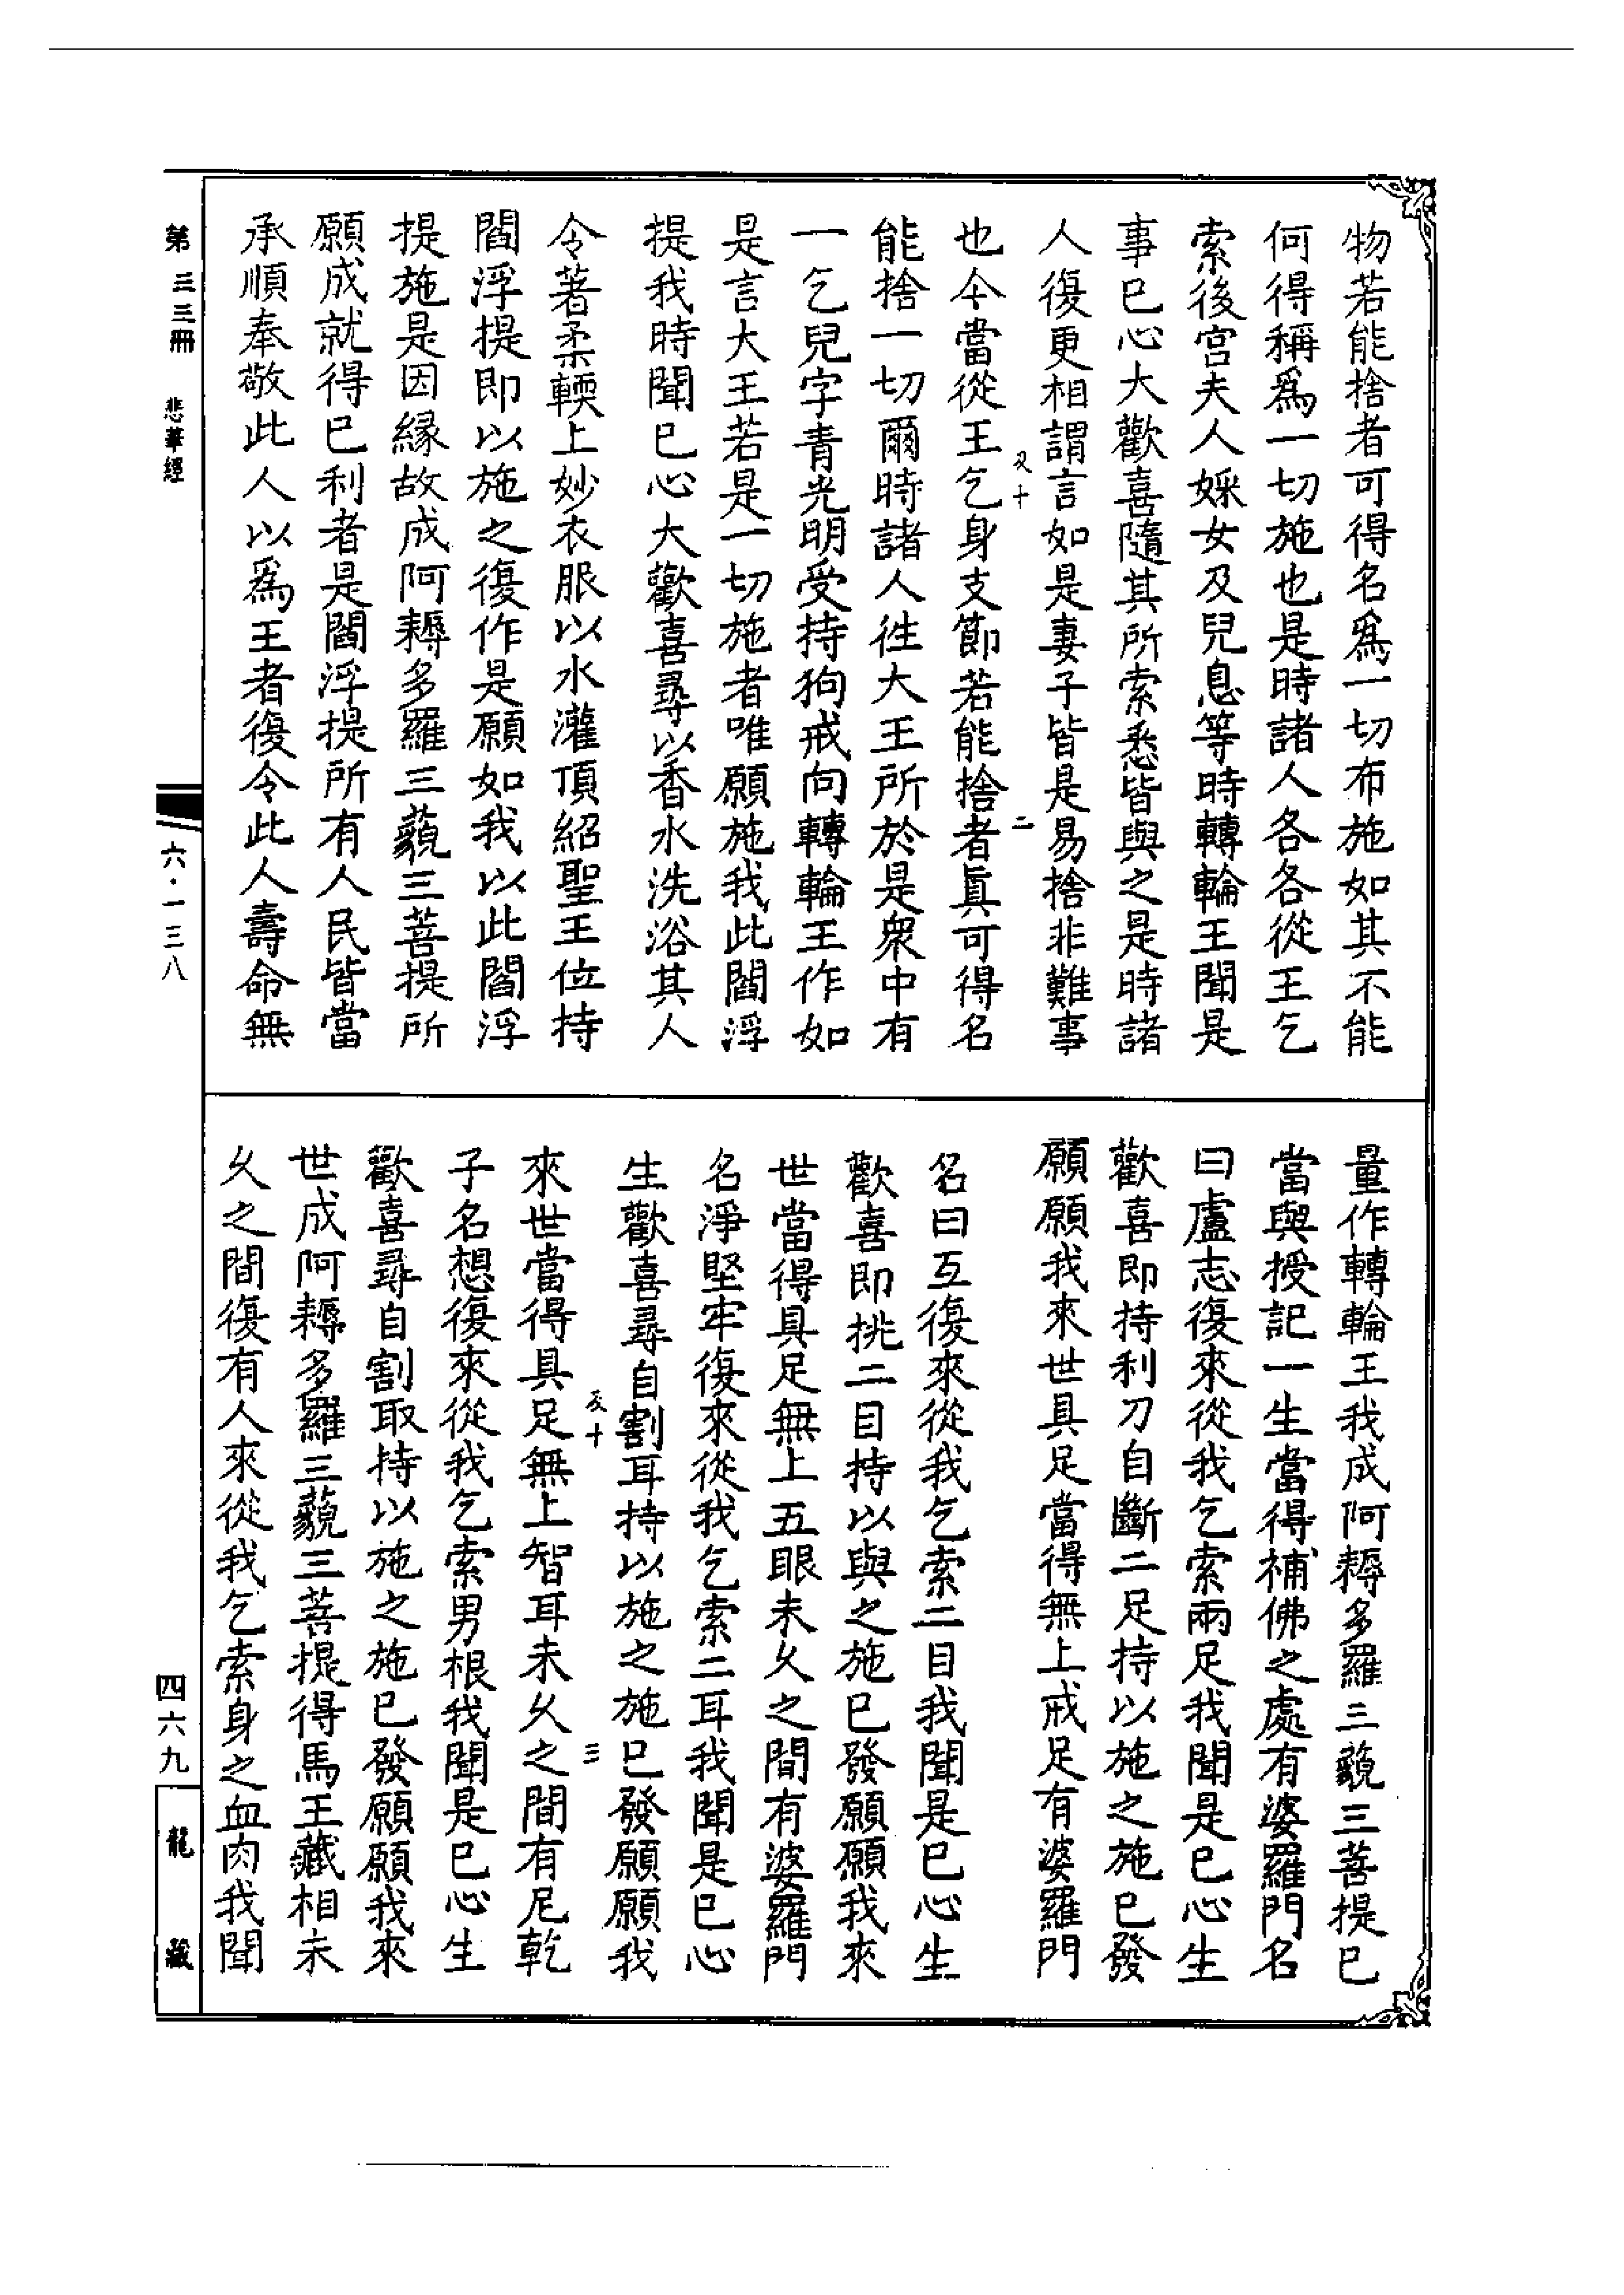 物若能捨者可得名爲一切布施如其不能
何得稱爲一切施也是時諸人各各從王乞
索後宮夫人婇女及兒息等時轉輪王聞是
事已心大歡喜隨其所索悉皆與之是時諸
人復更相謂言如是妻子皆是易捨非難事
也今當從王乞身支節若能捨者眞可得名
能捨一切爾時諸人徃大王所於是衆中有
一乞兒字青光明受持狗戒向轉輪王作如
是言大王若是一切施者唯願施我此閻浮
提我時聞已心大歡喜尋以香水洗浴其人
令著柔輭上妙衣服以水灌頂紹聖王位持
閻浮提即以施之復作是願如我以此閻浮
提施是因緣故成阿耨多羅三藐三菩提所
願成就得已利者是閻浮提所有人民皆當
承順奉敬此人以爲王者復令此人壽命無
量作轉輪王我成阿耨多羅三藐三菩提已
當與授記一生當得補佛之處有婆羅門名
曰盧志復來從我乞索兩足我聞是已心生
歡喜即持利刀自斷二足持以施之施已發
願願我來世具足當得無上戒足有婆羅門
名曰互復來從我乞索二目我聞是已心生
歡喜即挑二目持以與之施已發願願我來
世當得具足無上五眼未久之間有婆羅門
名淨堅牢復來從我乞索二耳我聞是已心
生歡喜尋自割耳持以施之施已發願願我
來世當得具足無上智耳未久之間有尼乾
子名想復來從我乞索男根我聞是已心生
歡喜尋自割取持以施之施已發願願我來
世成阿耨多羅三藐三菩提得馬王藏相未
久之間復有人來從我乞索身之血肉我聞
第三三冊 悲華經
六·一三八
四六九
龍藏